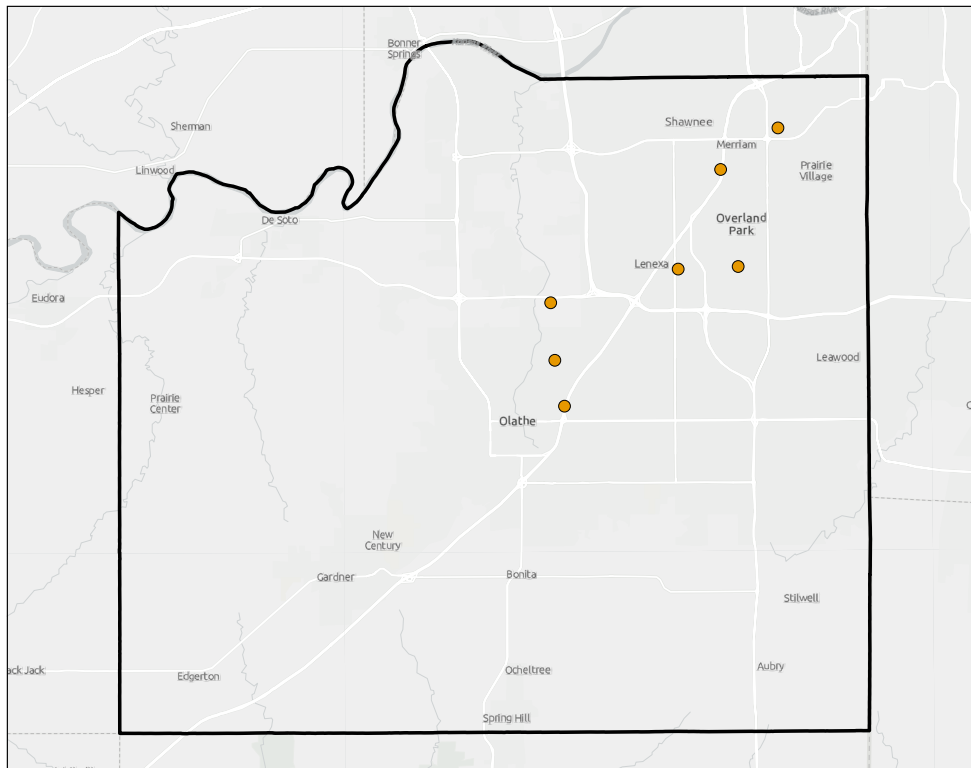 Bonner
Springs
Sherman
Shawnee
Merriam
Linwood
Prairie
Village
De Soto
Overland
Park
Lenexa
Eudora
Leawood
Hesper
Prairie
Center
Olathe
New
Century
Gardner
Bonita
Stilwell
ack Jack
Edgerton
Ocheltree
Aubry
Spring Hill